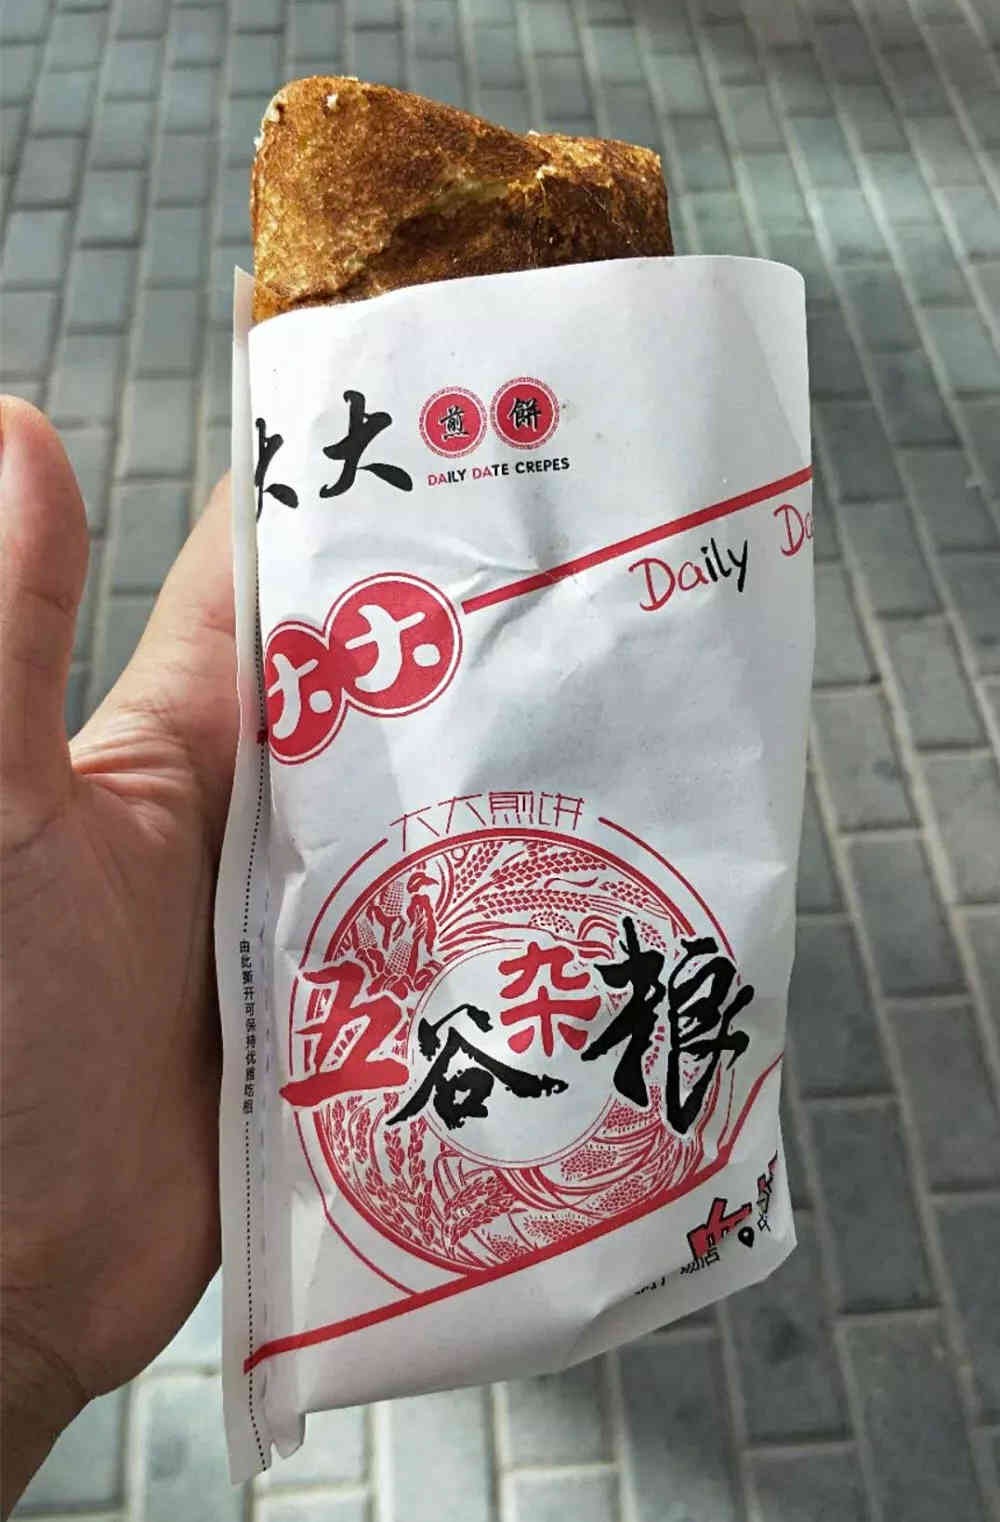 大大 煎餅
DAILY DATE CREPES
Daily Da
大大
大大煎饼
五谷杂粮
由此撕开可保持优雅吃相